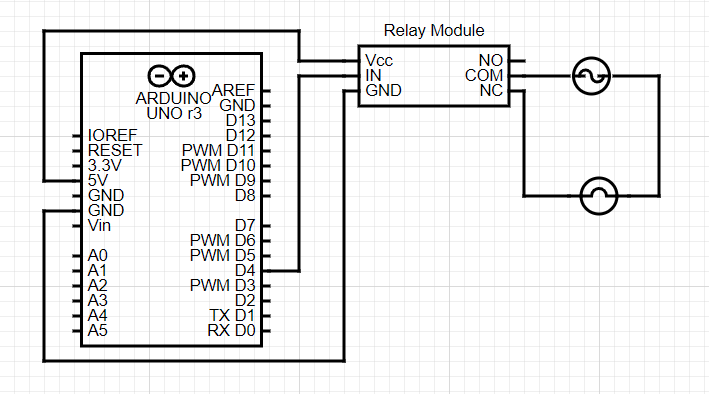 Relay Module
Vcc
IN
GND
NO
COM
NC
ARDUINO
UNO r3
IOREF
RESET
3.3V
5V
GND
GND
Vin
A0
A1
A2
A3
A4
A5
AREF
GND
D13
D12
PWM D11
PWM D10
PWM D9
D8
D7
PWM D6
PWM D5
D4
PWM D3
D2
TX D1
RX D0